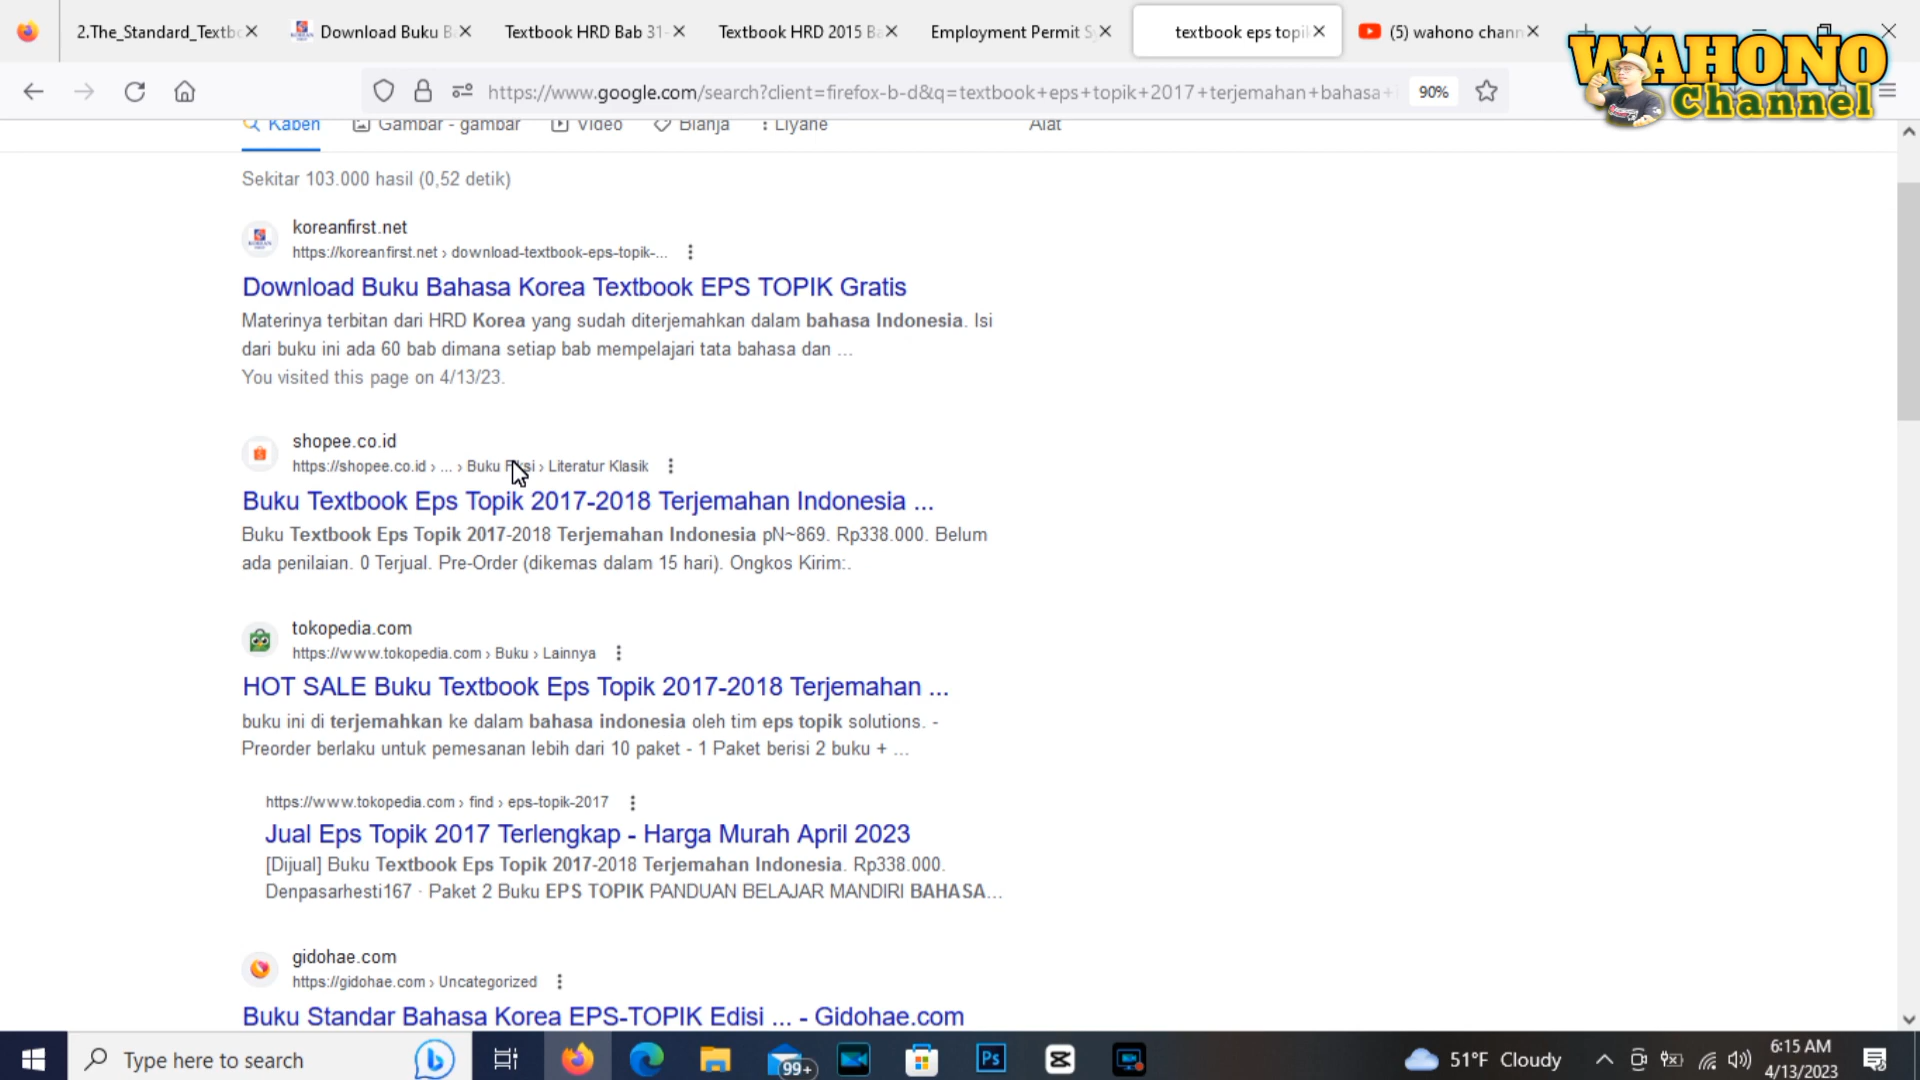 2.The_Standard_Textb
Download Buku B
Textbook HRD Bab 31-
Textbook HRD 2015 Ba
Employment Permit S
textbook eps topi
(5) wahono chann
WAHONO
Channel
https://www.google.com/search?client=firefox-b-d&q=textbook+eps+topik+2017+terjemahan+bahasa+i
90%
Kabeh
Gambar - gambar
Video
Blanja
Liyane
Alat
Sekitar 103.000 hasil (0,52 detik)
koreanfirst.net
https://koreanfirst.net › download-textbook-eps-topik-...
Download Buku Bahasa Korea Textbook EPS TOPIK Gratis
Materinya terbitan dari HRD Korea yang sudah diterjemahkan dalam bahasa Indonesia. Isi
dari buku ini ada 60 bab dimana setiap bab mempelajari tata bahasa dan ...
You visited this page on 4/13/23.
shopee.co.id
https://shopee.co.id › ... › Buku Fiksi › Literatur Klasik
Buku Textbook Eps Topik 2017-2018 Terjemahan Indonesia ...
Buku Textbook Eps Topik 2017-2018 Terjemahan Indonesia pN~869. Rp338.000. Belum
ada penilaian. 0 Terjual. Pre-Order (dikemas dalam 15 hari). Ongkos Kirim:.
tokopedia.com
https://www.tokopedia.com › Buku › Lainnya
HOT SALE Buku Textbook Eps Topik 2017-2018 Terjemahan ...
buku ini di terjemahkan ke dalam bahasa indonesia oleh tim eps topik solutions. -
Preorder berlaku untuk pemesanan lebih dari 10 paket - 1 Paket berisi 2 buku + ...
https://www.tokopedia.com › find › eps-topik-2017
Jual Eps Topik 2017 Terlengkap - Harga Murah April 2023
[Dijual] Buku Textbook Eps Topik 2017-2018 Terjemahan Indonesia. Rp338.000.
Denpasarhesti167 · Paket 2 Buku EPS TOPIK PANDUAN BELAJAR MANDIRI BAHASA...
gidohae.com
https://gidohae.com › Uncategorized
Buku Standar Bahasa Korea EPS-TOPIK Edisi ... - Gidohae.com
Type here to search
99+
Ps
51°F Cloudy
6:15 AM
4/13/2023